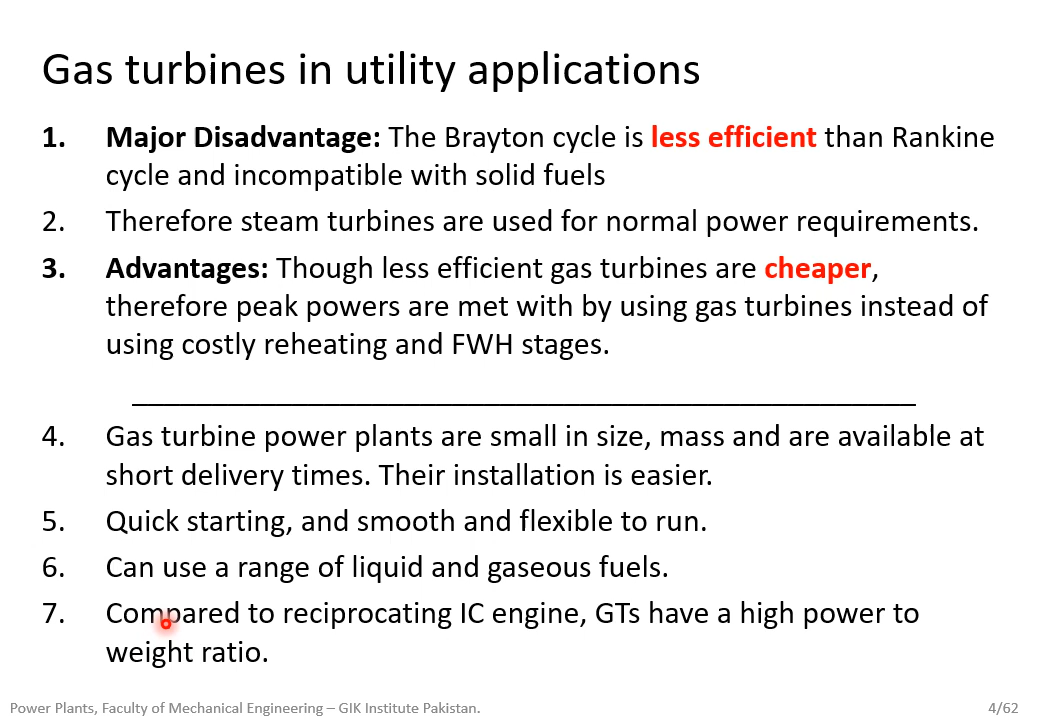 Gas turbines in utility applications
1. Major Disadvantage: The Brayton cycle is less efficient than Rankine
cycle and incompatible with solid fuels
2. Therefore steam turbines are used for normal power requirements.
3. Advantages: Though less efficient gas turbines are cheaper,
therefore peak powers are met with by using gas turbines instead of
using costly reheating and FWH stages.
4. Gas turbine power plants are small in size, mass and are available at
short delivery times. Their installation is easier.
5. Quick starting, and smooth and flexible to run.
6. Can use a range of liquid and gaseous fuels.
7. Compared to reciprocating IC engine, GTs have a high power to
weight ratio.
Power Plants, Faculty of Mechanical Engineering – GIK Institute Pakistan. 4/62